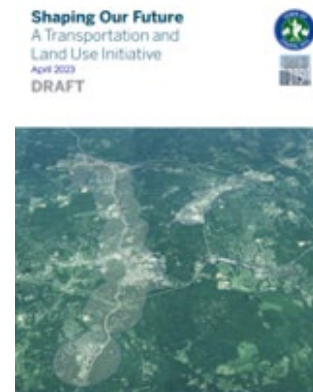 Shaping Our Future
A Transportation and
Land Use Initiative
April 2023
DRAFT